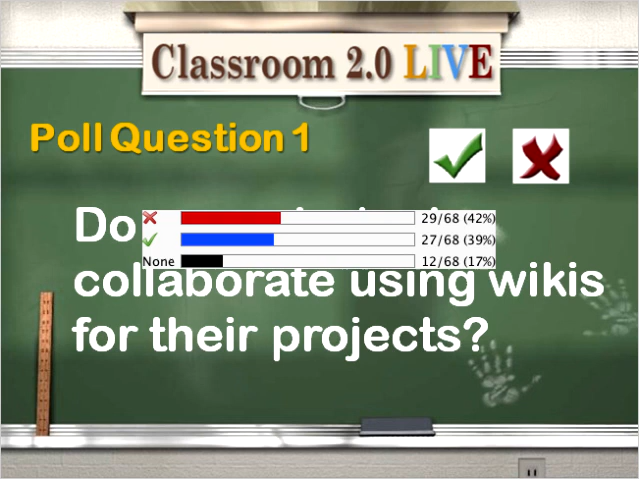 Classroom 2.0 LIVE
Poll Question 1
Do
29/68 (42%)
27/68 (39%)
None 12/68 (17%)
collaborate using wikis
for their projects?